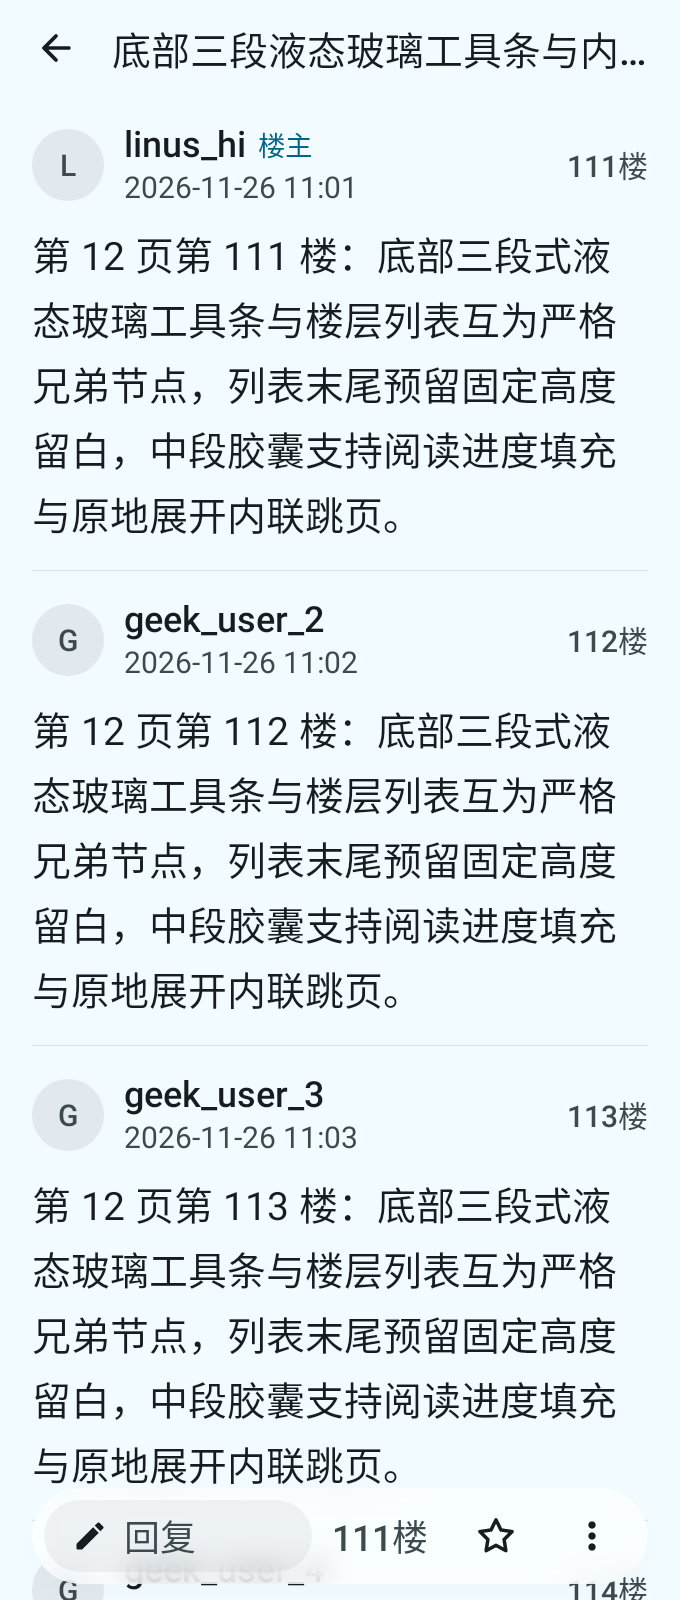 底部三段液态玻璃工具条与内...
L
linus_hi 楼主
2026-11-26 11:01
111楼
第 12 页第 111 楼：底部三段式液
态玻璃工具条与楼层列表互为严格
兄弟节点，列表末尾预留固定高度
留白，中段胶囊支持阅读进度填充
与原地展开内联跳页。
G
geek_user_2
2026-11-26 11:02
112楼
第 12 页第 112 楼：底部三段式液
态玻璃工具条与楼层列表互为严格
兄弟节点，列表末尾预留固定高度
留白，中段胶囊支持阅读进度填充
与原地展开内联跳页。
G
geek_user_3
2026-11-26 11:03
113楼
第 12 页第 113 楼：底部三段式液
态玻璃工具条与楼层列表互为严格
兄弟节点，列表末尾预留固定高度
留白，中段胶囊支持阅读进度填充
与原地展开内联跳页。
回复
111楼
G
geek_user_4
114楼